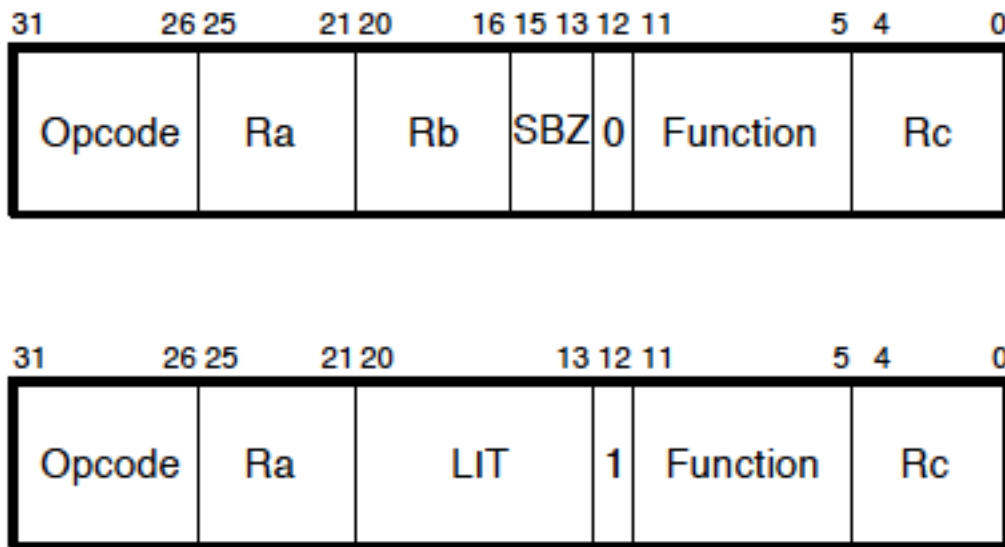 31 26 25 21 20 16 15 13 12 11 5 4 0
Opcode Ra Rb SBZ 0 Function Rc
31 26 25 21 20 13 12 11 5 4 0
Opcode Ra LIT 1 Function Rc